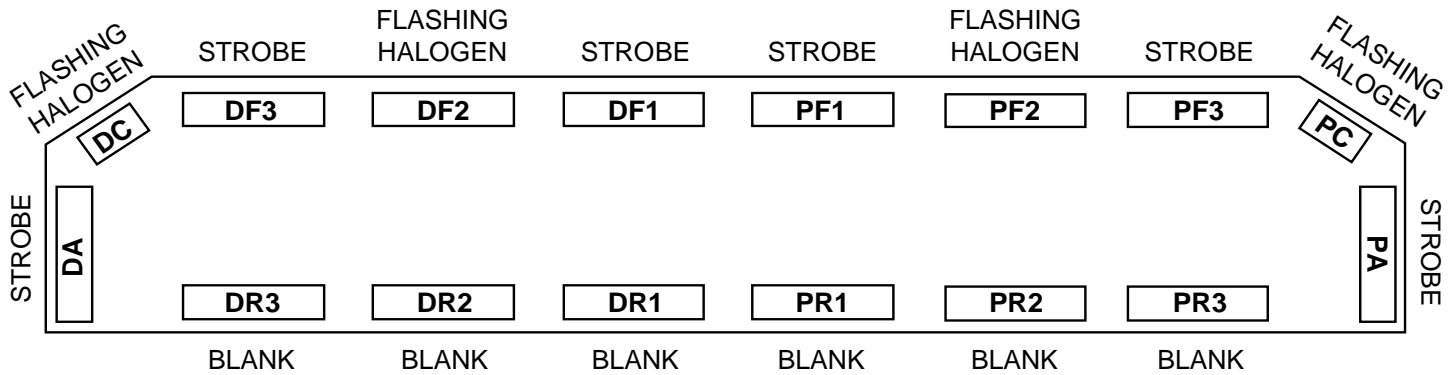 FLASHING
HALOGEN
STROBE
FLASHING
HALOGEN
STROBE
STROBE
FLASHING
HALOGEN
STROBE
FLASHING
HALOGEN
DC
DF3
DF2
DF1
PF1
PF2
PF3
PC
STROBE
DA
PA
STROBE
DR3
DR2
DR1
PR1
PR2
PR3
BLANK
BLANK
BLANK
BLANK
BLANK
BLANK